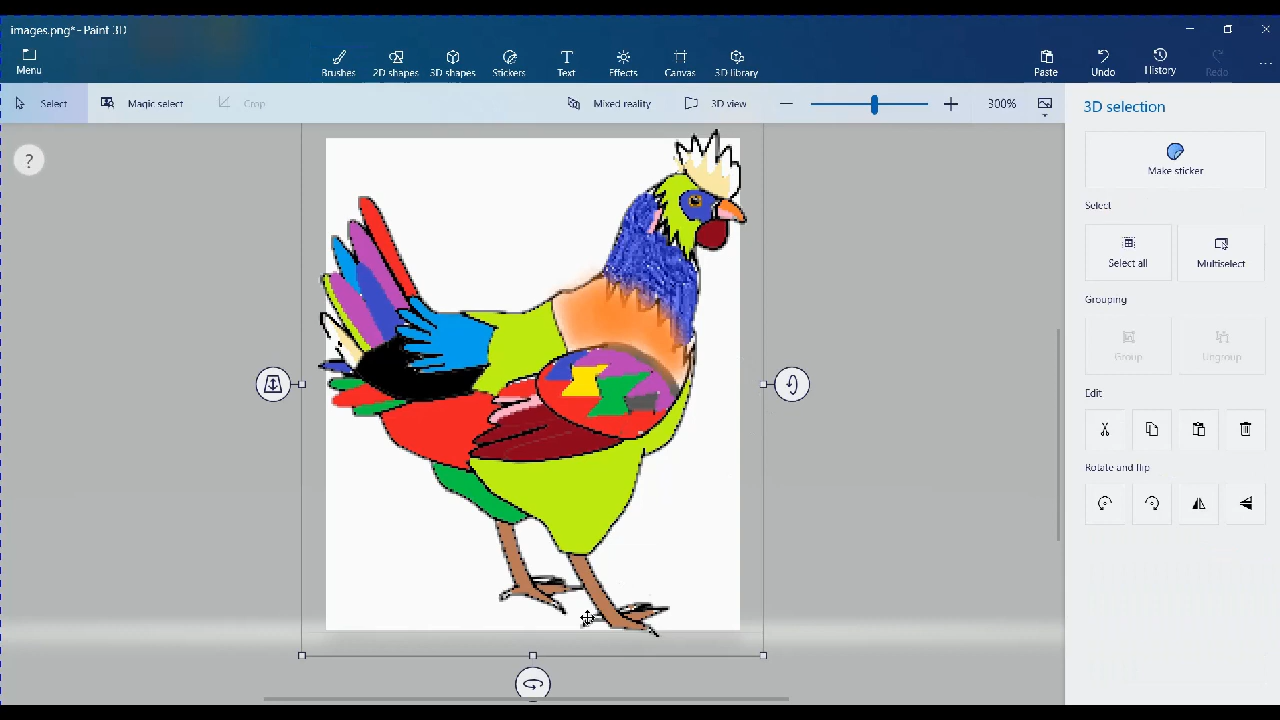 images.png* - Paint 3D
Menu
Brushes
2D shapes
3D shapes
Stickers
Text
Effects
Canvas
3D library
Paste
Undo
History
Redo
Select
Magic select
Crop
Mixed reality
3D view
300%
?
3D selection
Make sticker
Select
Select all
Multiselect
Grouping
Group
Ungroup
Edit
Rotate and flip